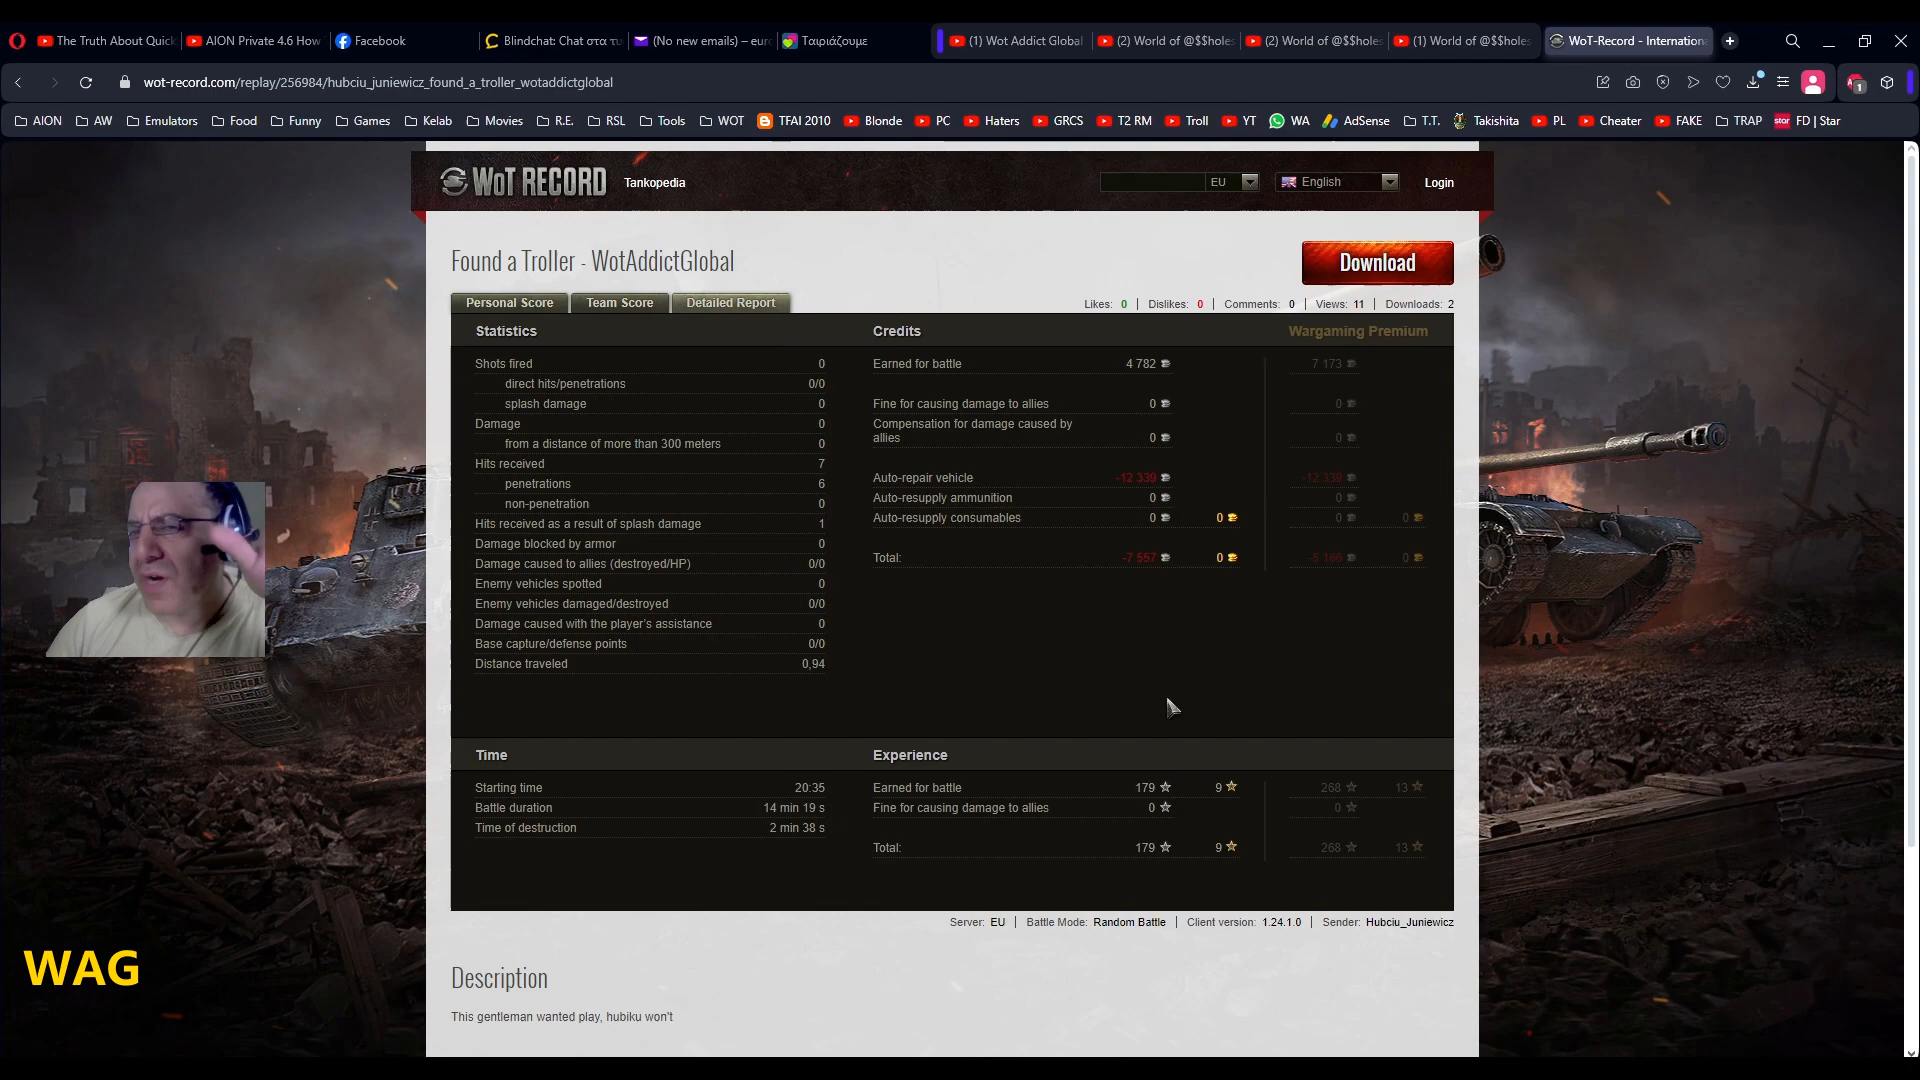 The Truth About Quick
AION Private 4.6 How
Facebook
Blindchat: Chat στα τυ
(No new emails) – euro
Ταιριάζουμε
(1) Wot Addict Global
(2) World of @$$holes
(2) World of @$$holes
(1) World of @$$holes
WoT-Record - Internationa
wot-record.com/replay/256984/hubciu_juniewicz_found_a_troller_wotaddictglobal
1
AION AW Emulators Food Funny Games Kelab Movies R.E. RSL Tools WOT TFAI 2010 Blonde PC Haters GRCS T2 RM Troll YT WA AdSense T.T. Takishita PL Cheater FAKE TRAP star FD | Star
WOT RECORD Tankopedia EU English Login
Found a Troller - WotAddictGlobal
Download
Personal Score Team Score Detailed Report
Likes: 0 | Dislikes: 0 | Comments: 0 | Views: 11 | Downloads: 2
Statistics Credits Wargaming Premium
Shots fired 0 Earned for battle 4 782 7 173
direct hits/penetrations 0/0
splash damage 0 Fine for causing damage to allies 0 0
Damage 0 Compensation for damage caused by
allies 0 0
from a distance of more than 300 meters 0
Hits received 7
Auto-repair vehicle -12 339 -12 339
penetrations 6
non-penetration 0 Auto-resupply ammunition 0 0
Hits received as a result of splash damage 1 Auto-resupply consumables 0 0 0 0
Damage blocked by armor 0
Damage caused to allies (destroyed/HP) 0/0 Total: -7 557 0 -5 166 0
Enemy vehicles spotted 0
Enemy vehicles damaged/destroyed 0/0
Damage caused with the player's assistance 0
Base capture/defense points 0/0
Distance traveled 0,94
Time Experience
Starting time 20:35 Earned for battle 179 9 268 13
Battle duration 14 min 19 s Fine for causing damage to allies 0 0
Time of destruction 2 min 38 s
Total: 179 9 268 13
Server: EU | Battle Mode: Random Battle | Client version: 1.24.1.0 | Sender: Hubciu_Juniewicz
WAG
Description
This gentleman wanted play, hubiku won't